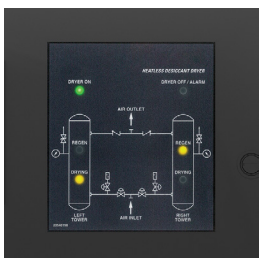 HEATLESS DESICCANT DRYER
DRYER ON
DRYER OFF / ALARM
AIR OUTLET
REGEN
REGEN
DRYING
DRYING
LEFT TOWER
AIR INLET
RIGHT TOWER